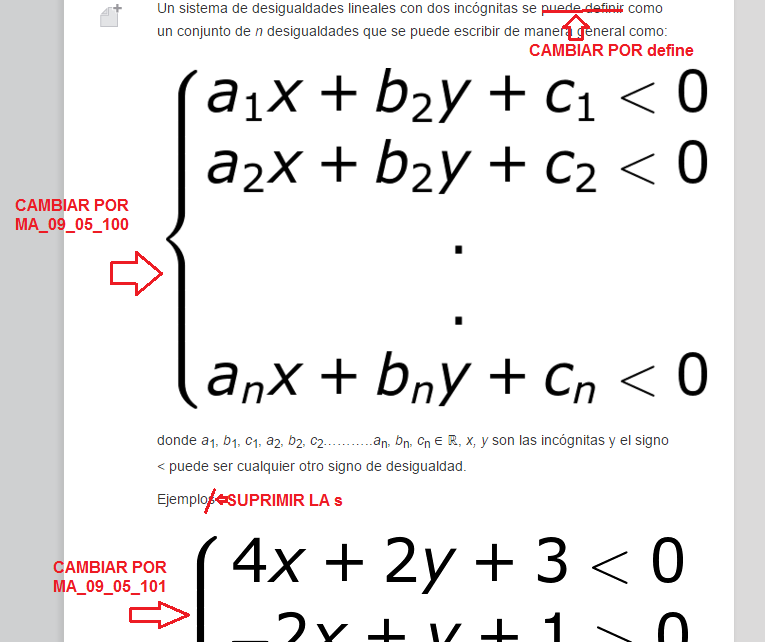 Un sistema de desigualdades lineales con dos incógnitas se puede definir como
un conjunto de n desigualdades que se puede escribir de manera general como:
CAMBIAR POR define
a₁x + b₂y + c₁ < 0
a₂x + b₂y + c₂ < 0
CAMBIAR POR
MA_09_05_100
.
.
aₙx + bₙy + cₙ < 0
donde a₁, b₁, c₁, a₂, b₂, c₂...........aₙ, bₙ, cₙ ∈ ℝ, x, y son las incógnitas y el signo
< puede ser cualquier otro signo de desigualdad.
Ejemplos SUPRIMIR LA s
4x + 2y + 3 < 0
CAMBIAR POR
MA_09_05_101
−2x + y + 1 > 0